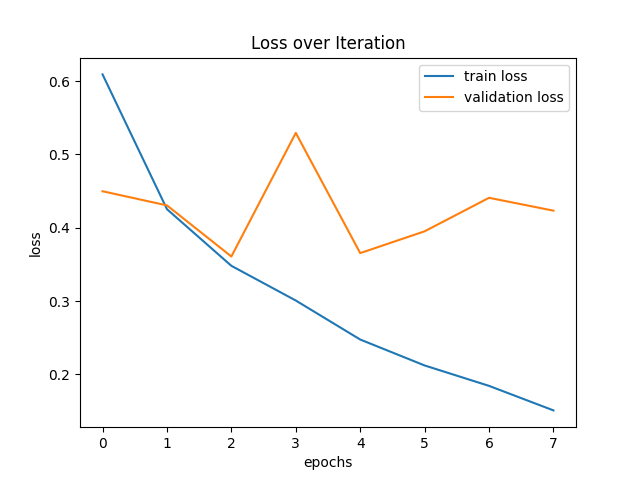 Loss over Iteration
train loss
validation loss
0.6
0.5
0.4
0.3
0.2
loss
0 1 2 3 4 5 6 7
epochs